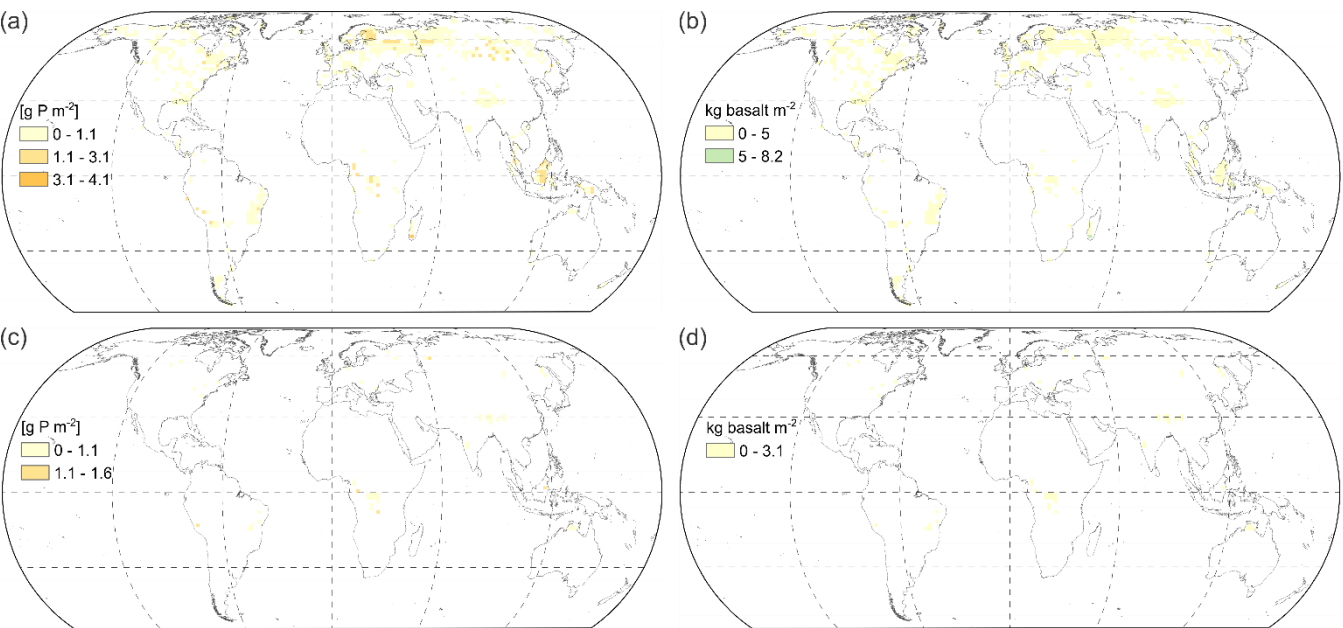 (a)
[g P m⁻²]
0 - 1.1
1.1 - 3.1
3.1 - 4.1
(b)
kg basalt m⁻²
0 - 5
5 - 8.2
(c)
[g P m⁻²]
0 - 1.1
1.1 - 1.6
(d)
kg basalt m⁻²
0 - 3.1